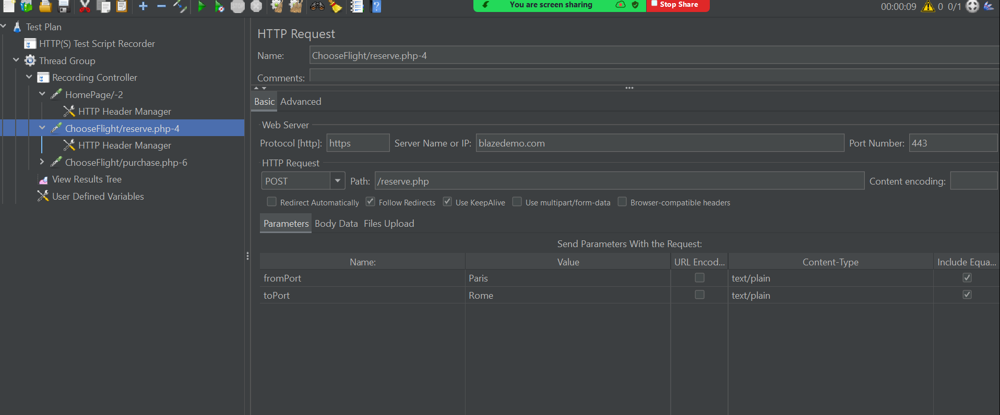 You are screen sharing Stop Share 00:00:09 0 0/1
Test Plan
HTTP(S) Test Script Recorder
Thread Group
Recording Controller
HomePage/-2
HTTP Header Manager
ChooseFlight/reserve.php-4
HTTP Header Manager
ChooseFlight/purchase.php-6
View Results Tree
User Defined Variables
HTTP Request
Name: ChooseFlight/reserve.php-4
Comments:
Basic Advanced
Web Server
Protocol [http]: https Server Name or IP: blazedemo.com Port Number: 443
HTTP Request
POST Path: /reserve.php Content encoding:
Redirect Automatically Follow Redirects Use KeepAlive Use multipart/form-data Browser-compatible headers
Parameters Body Data Files Upload
Send Parameters With the Request:
Name: Value URL Encod... Content-Type Include Equa...
fromPort Paris text/plain
toPort Rome text/plain